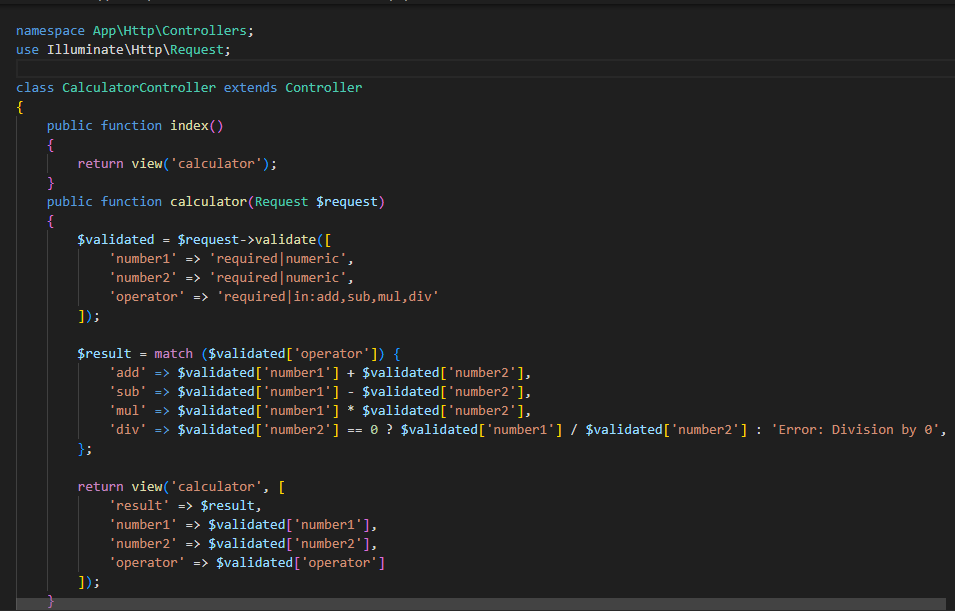 namespace App\Http\Controllers;
use Illuminate\Http\Request;
class CalculatorController extends Controller
{
    public function index()
    {
        return view('calculator');
    }
    public function calculator(Request $request)
    {
        $validated = $request->validate([
            'number1' => 'required|numeric',
            'number2' => 'required|numeric',
            'operator' => 'required|in:add,sub,mul,div'
        ]);
        $result = match ($validated['operator']) {
            'add' => $validated['number1'] + $validated['number2'],
            'sub' => $validated['number1'] - $validated['number2'],
            'mul' => $validated['number1'] * $validated['number2'],
            'div' => $validated['number2'] == 0 ? $validated['number1'] / $validated['number2'] : 'Error: Division by 0',
        };
        return view('calculator', [
            'result' => $result,
            'number1' => $validated['number1'],
            'number2' => $validated['number2'],
            'operator' => $validated['operator']
        ]);
    }